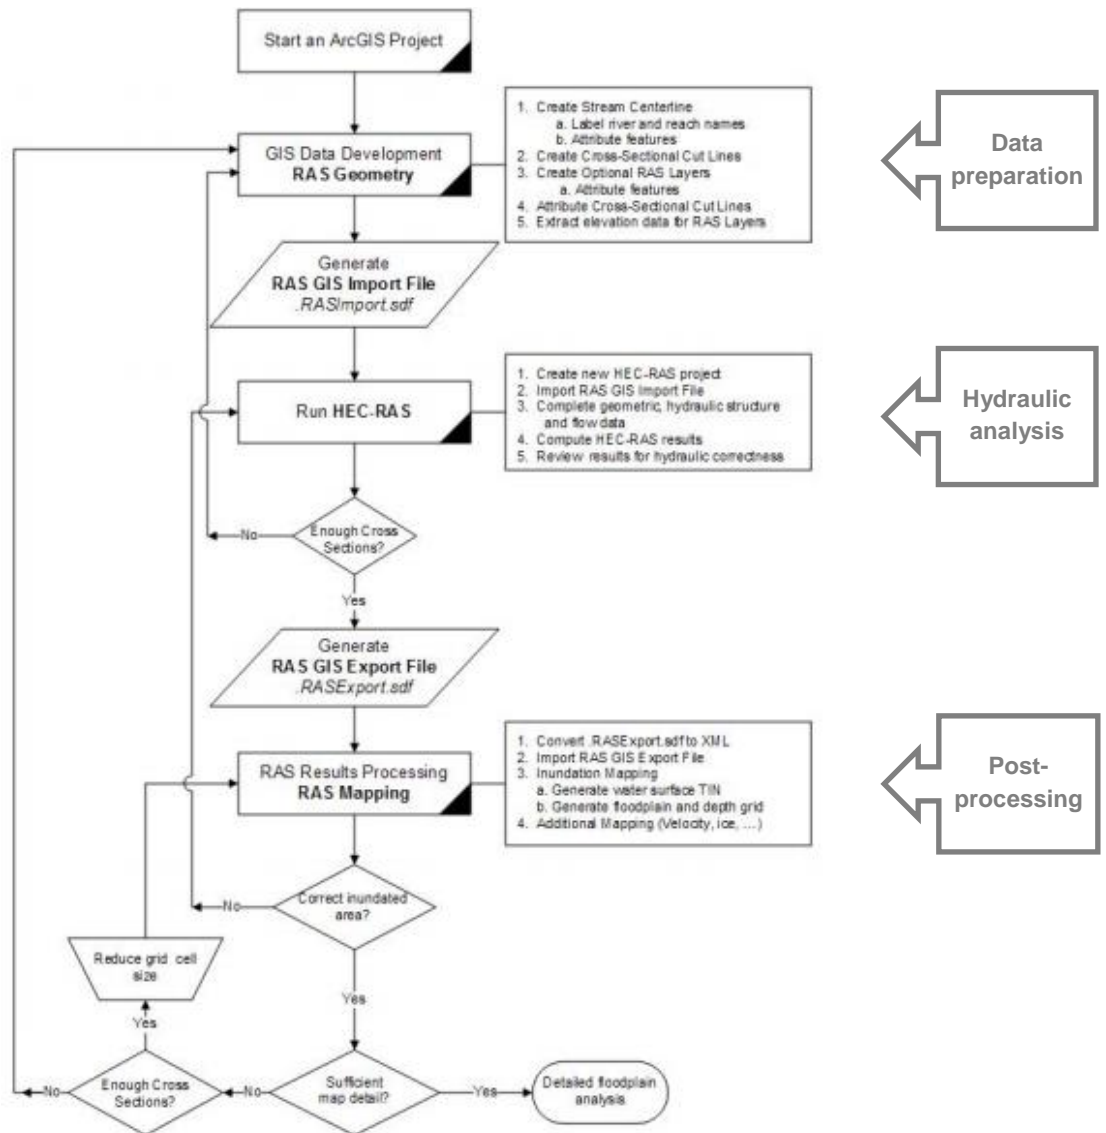 Start an ArcGIS Project
GIS Data Development
RAS Geometry
1. Create Stream Centerline
a. Label river and reach names
b. Attribute features
2. Create Cross-Sectional Cut Lines
3. Create Optional RAS Layers
a. Attribute features
4. Attribute Cross-Sectional Cut Lines
5. Extract elevation data for RAS Layers
Data
preparation
Generate
RAS GIS Import File
.RASImport.sdf
Run HEC-RAS
1. Create new HEC-RAS project
2. Import RAS GIS Import File
3. Complete geometric, hydraulic structure
and flow data
4. Compute HEC-RAS results
5. Review results for hydraulic correctness
Hydraulic
analysis
No
Enough Cross
Sections?
Yes
Generate
RAS GIS Export File
.RASExport.sdf
RAS Results Processing
RAS Mapping
1. Convert .RASExport.sdf to XML
2. Import RAS GIS Export File
3. Inundation Mapping
a. Generate water surface TIN
b. Generate floodplain and depth grid
4. Additional Mapping (Velocity, ice, ...)
Post-
processing
No
Correct inundated
area?
Reduce grid cell
size
Yes
Yes
No
Enough Cross
Sections?
No
Sufficient
map detail?
Yes
Detailed floodplain
analysis